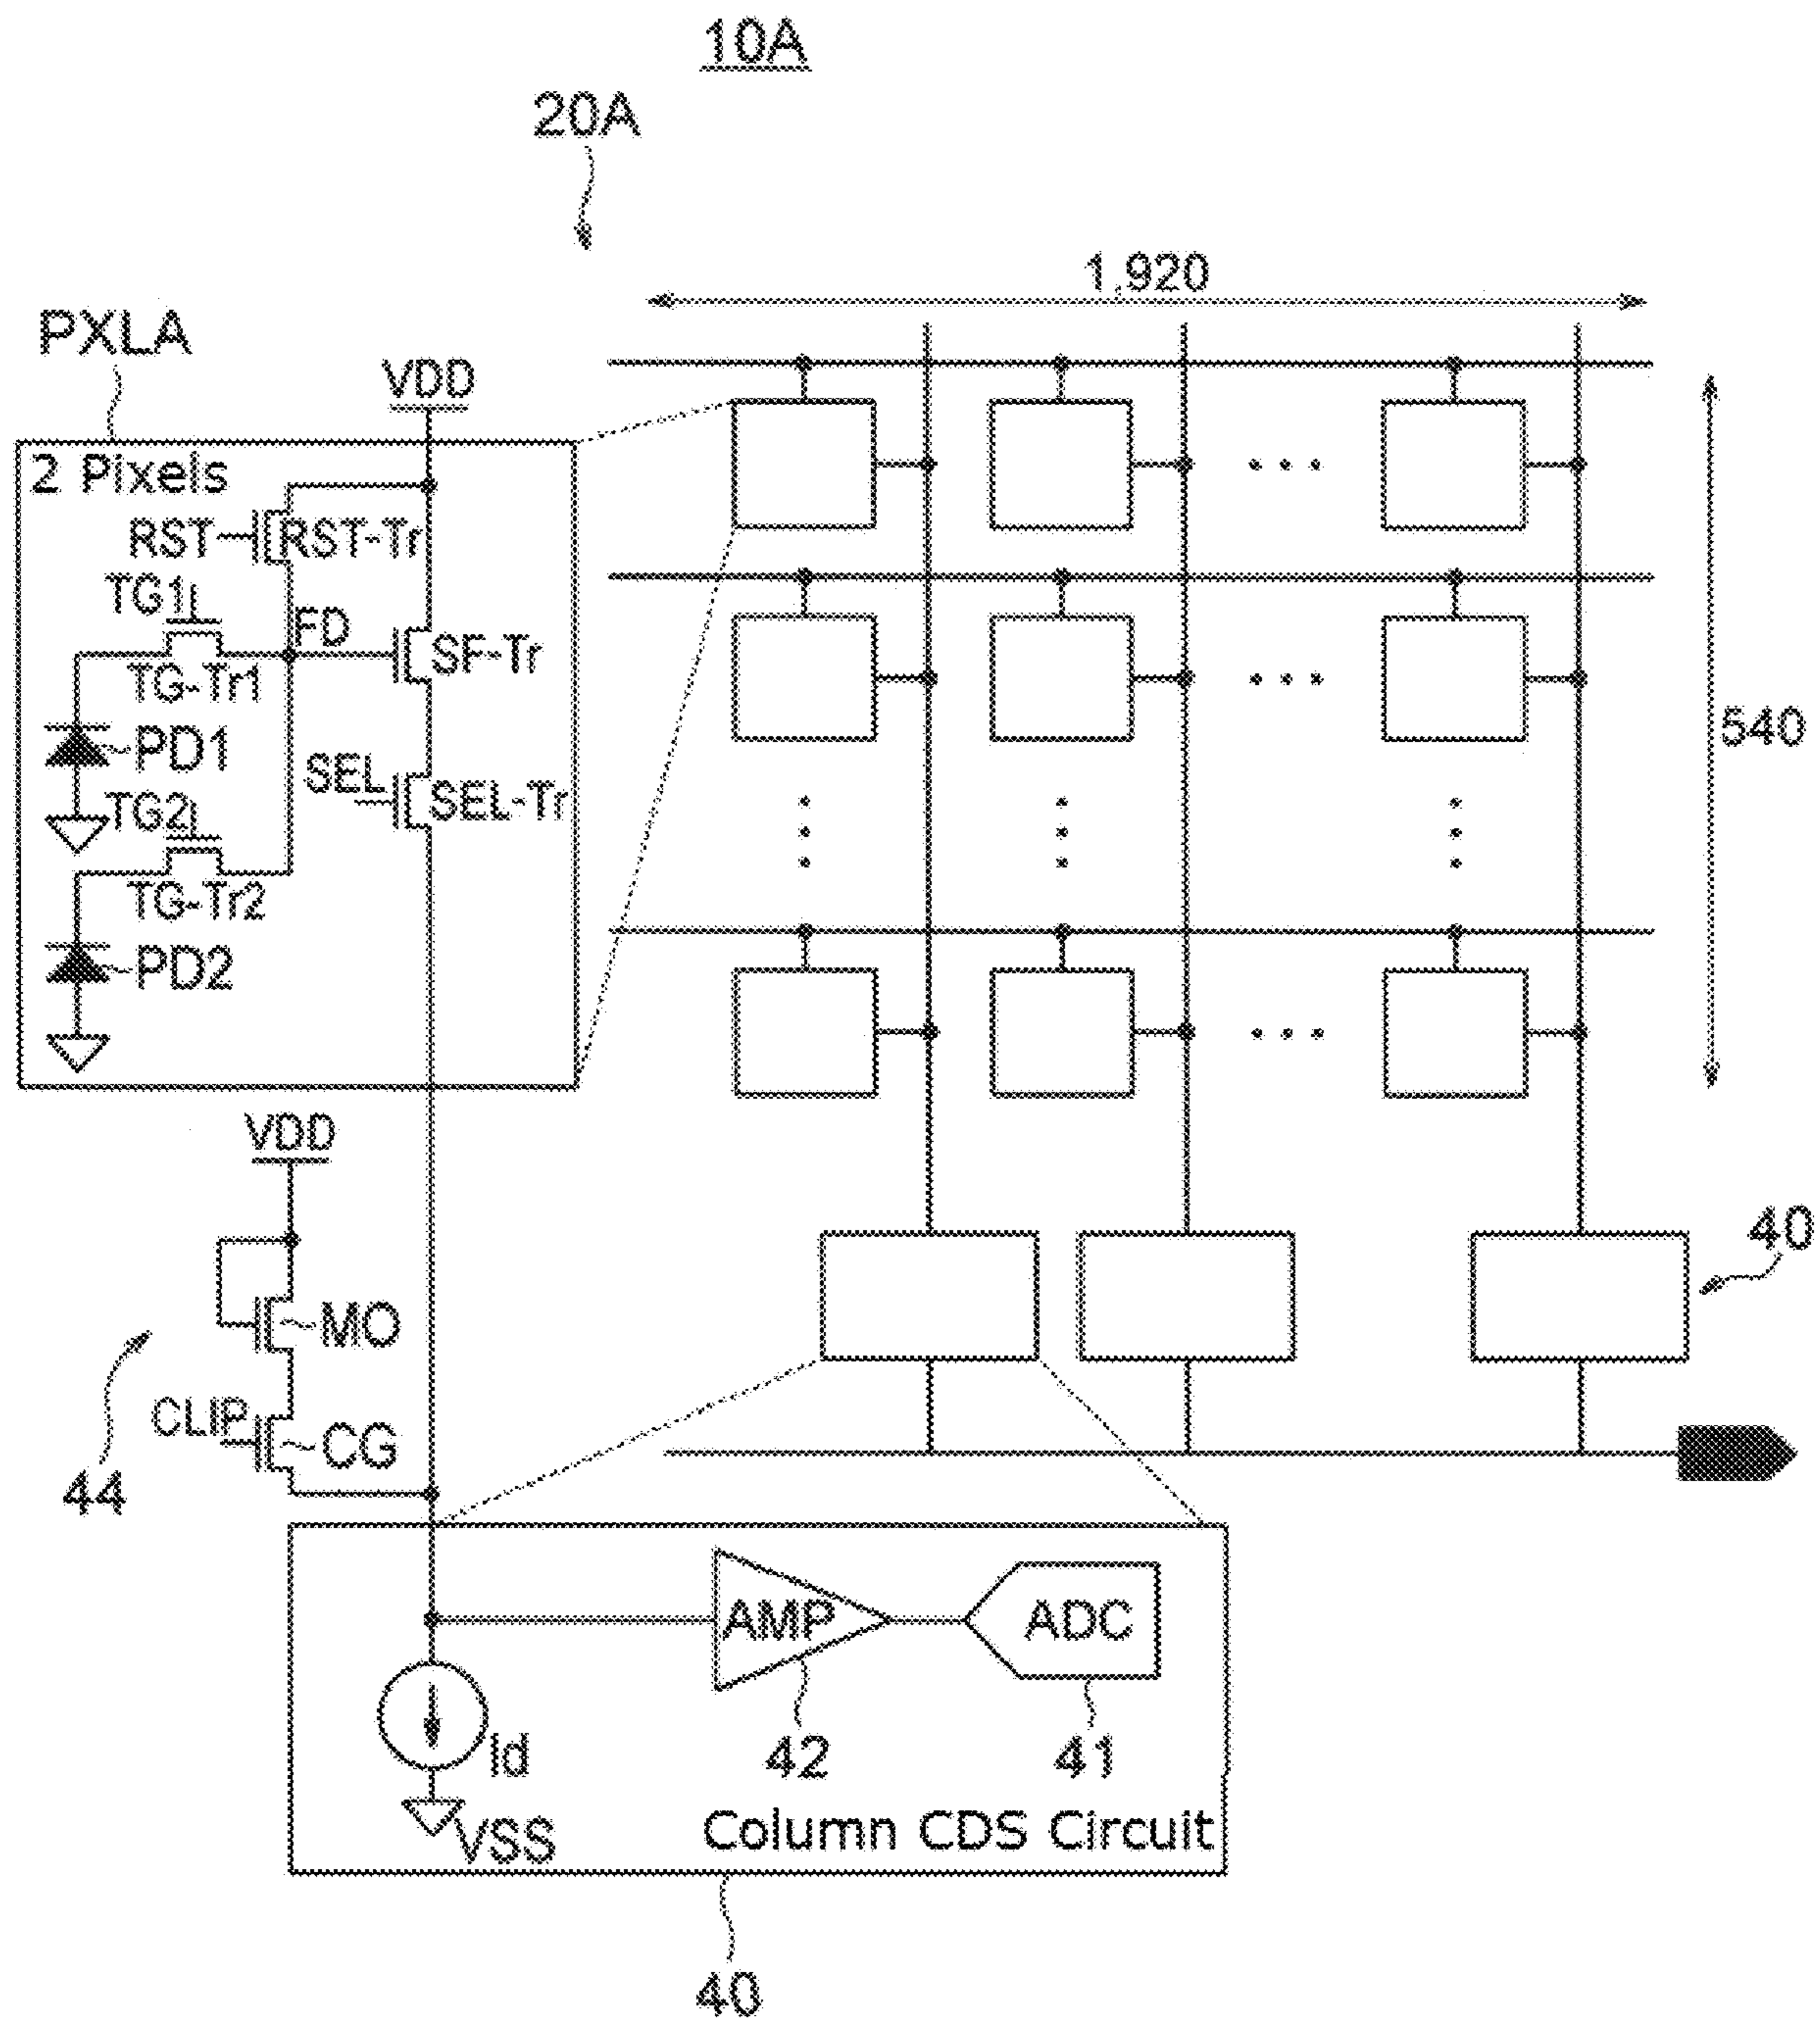 10A
20A
1,920
PXLA
VDD
2 Pixels
RST
RST-Tr
TG1
FD
SF-Tr
TG-Tr1
PD1
SEL
SEL-Tr
TG2
TG-Tr2
PD2
540
VDD
40
MO
CLIP
CG
44
AMP
ADC
42
41
Id
VSS
Column CDS Circuit
40